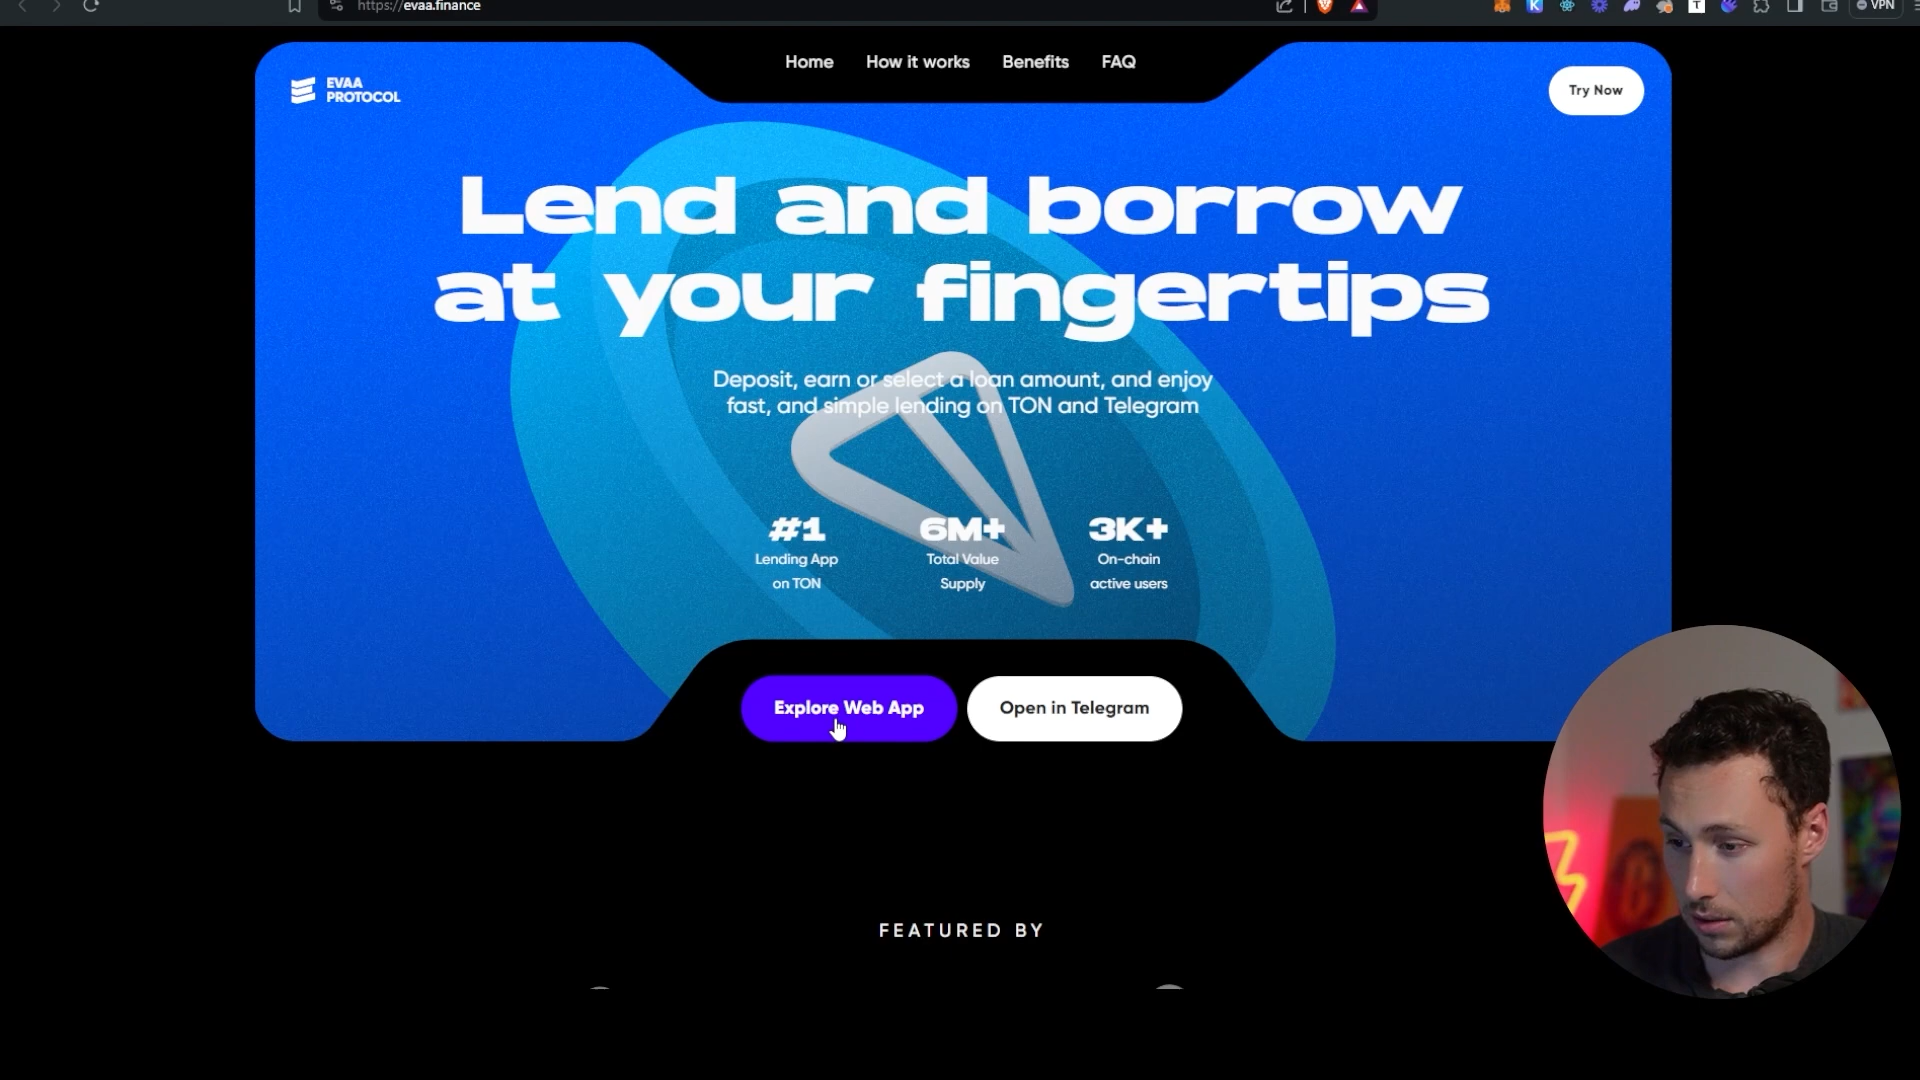 https://evaa.finance
VPN
Home How it works Benefits FAQ
EVAA
PROTOCOL
Try Now
Lend and borrow
at your fingertips
Deposit, earn or select a loan amount, and enjoy
fast, and simple lending on TON and Telegram
#1 6M+ 3K+
Lending App Total Value On-chain
on TON Supply active users
Explore Web App Open in Telegram
FEATURED BY